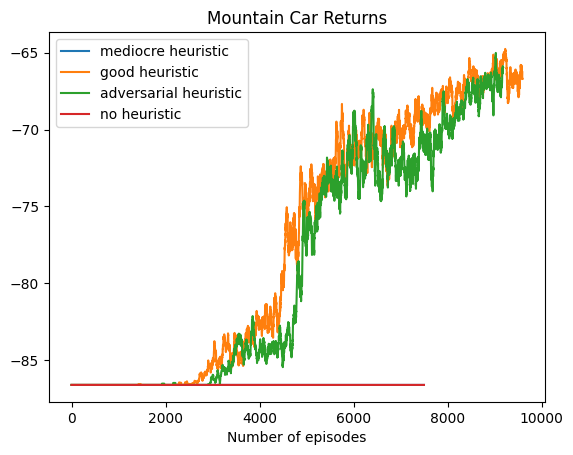 Mountain Car Returns
mediocre heuristic
good heuristic
adversarial heuristic
no heuristic
−65
−70
−75
−80
−85
0 2000 4000 6000 8000 10000
Number of episodes